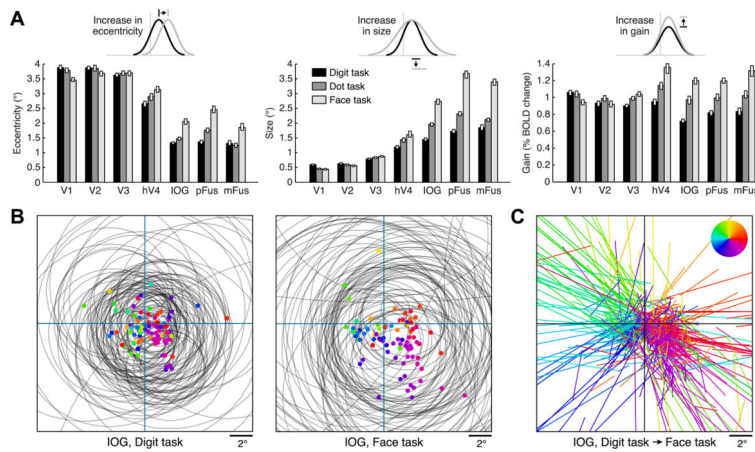 A
Increase in
eccentricity
Increase
in size
Increase
in gain
Eccentricity (°)
4
3.5
3
2.5
2
1.5
1
0.5
0
V1 V2 V3 hV4 IOG pFus mFus
Size (°)
4
3.5
3
2.5
2
1.5
1
0.5
0
Digit task
Dot task
Face task
V1 V2 V3 hV4 IOG pFus mFus
Gain (% BOLD change)
1.4
1.2
1
0.8
0.6
0.4
0.2
0
V1 V2 V3 hV4 IOG pFus mFus
B
IOG, Digit task
2°
IOG, Face task
2°
C
IOG, Digit task → Face task
2°